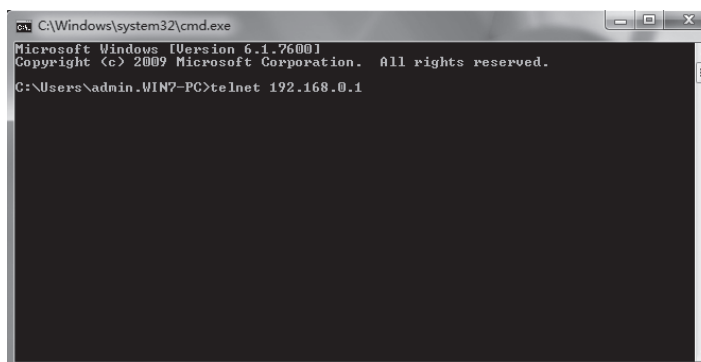 C:\Windows\system32\cmd.exe
Microsoft Windows [Version 6.1.7600]
Copyright (c) 2009 Microsoft Corporation.  All rights reserved.
C:\Users\admin.WIN7-PC>telnet 192.168.0.1